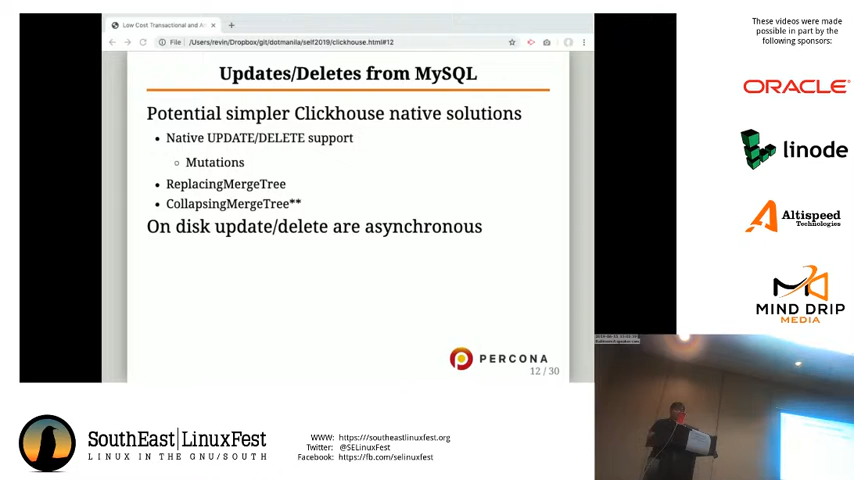 Low Cost Transactional and A
File
/Users/revin/Dropbox/git/dotmanila/self2019/clickhouse.html#12
Updates/Deletes from MySQL
Potential simpler Clickhouse native solutions
Native UPDATE/DELETE support
Mutations
ReplacingMergeTree
CollapsingMergeTree**
On disk update/delete are asynchronous
PERCONA
12 / 30
These videos were made
possible in part by the
following sponsors:
ORACLE
linode
Altispeed
Technologies
MIND DRIP
MEDIA
SouthEast|LinuxFest
LINUX IN THE GNU/SOUTH
WWW: https:///southeastlinuxfest.org
Twitter: @SELinuxFest
Facebook: https://fb.com/selinuxfest